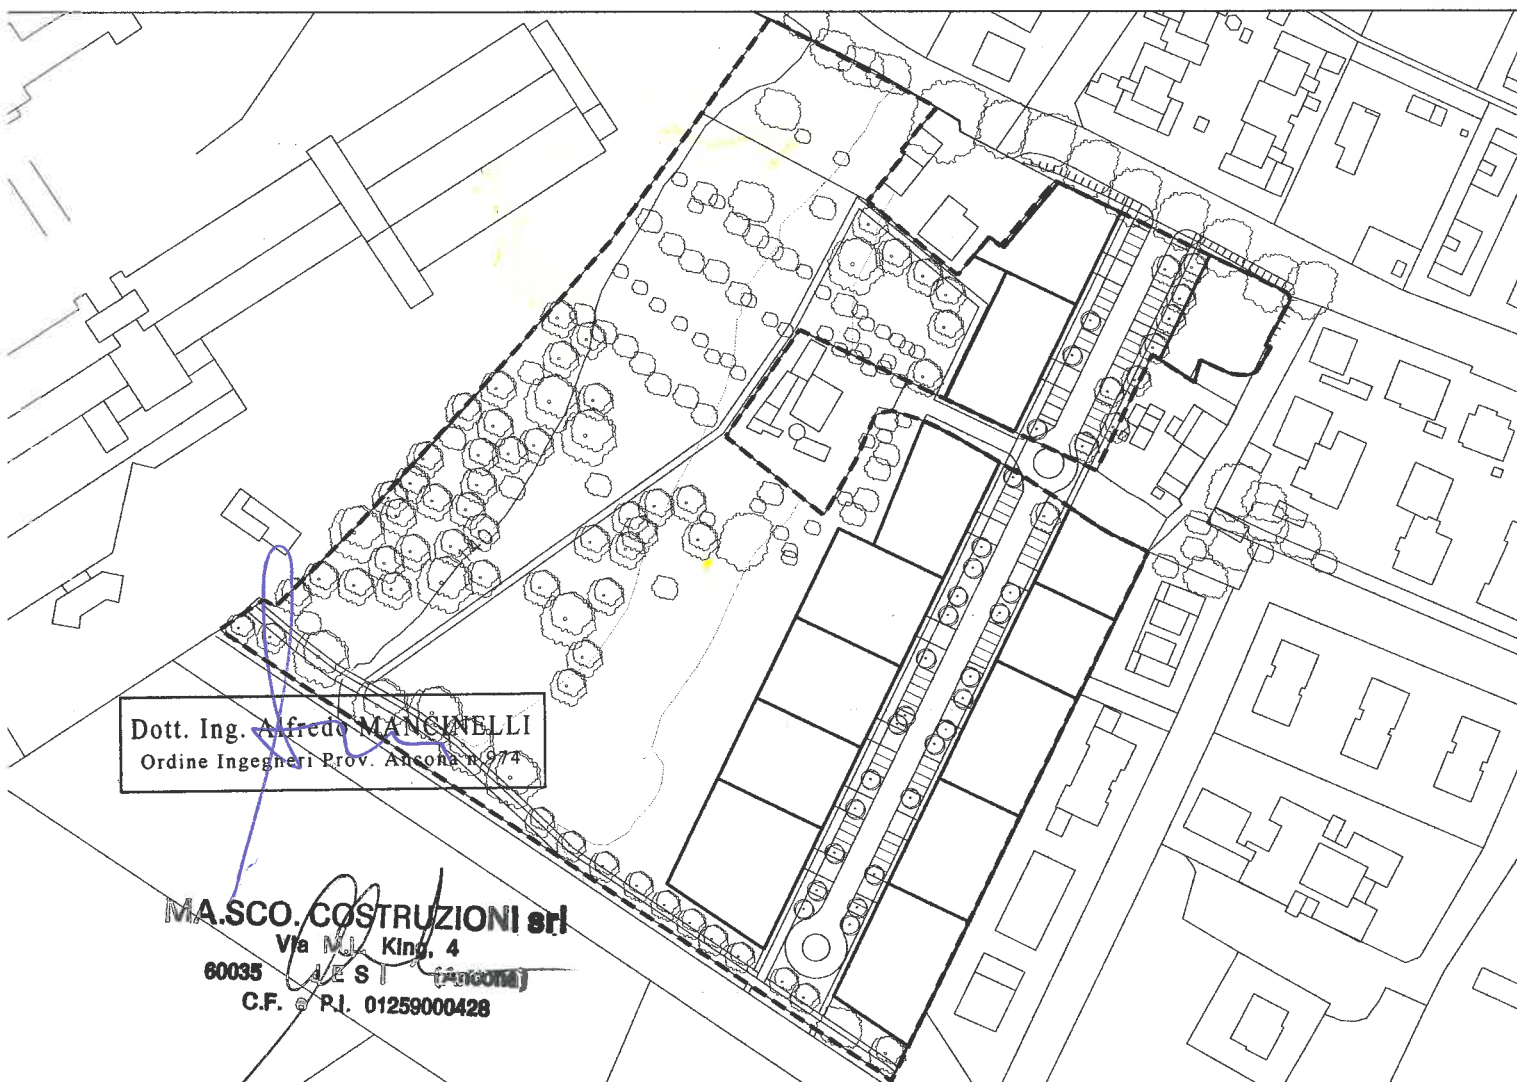 Dott. Ing. Alfredo MANCINELLI
Ordine Ingegneri Prov. Ancona n 974
MA.SCO. COSTRUZIONI srl
Via M.L. King, 4
60035 JESI (Ancona)
C.F. e P.I. 01259000428